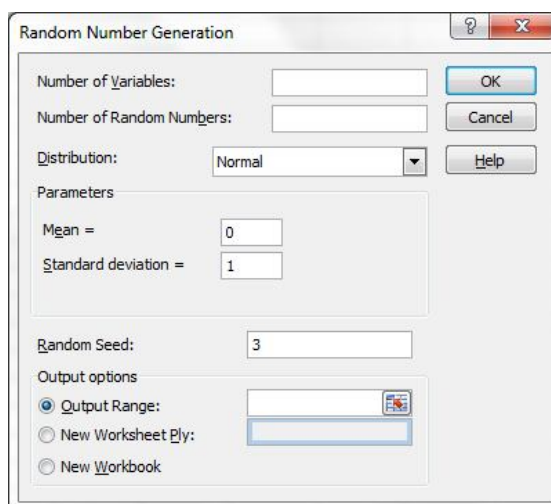 Random Number Generation
Number of Variables:
OK
Number of Random Numbers:
Cancel
Distribution: Normal
Help
Parameters
Mean = 0
Standard deviation = 1
Random Seed: 3
Output options
Output Range:
New Worksheet Ply:
New Workbook